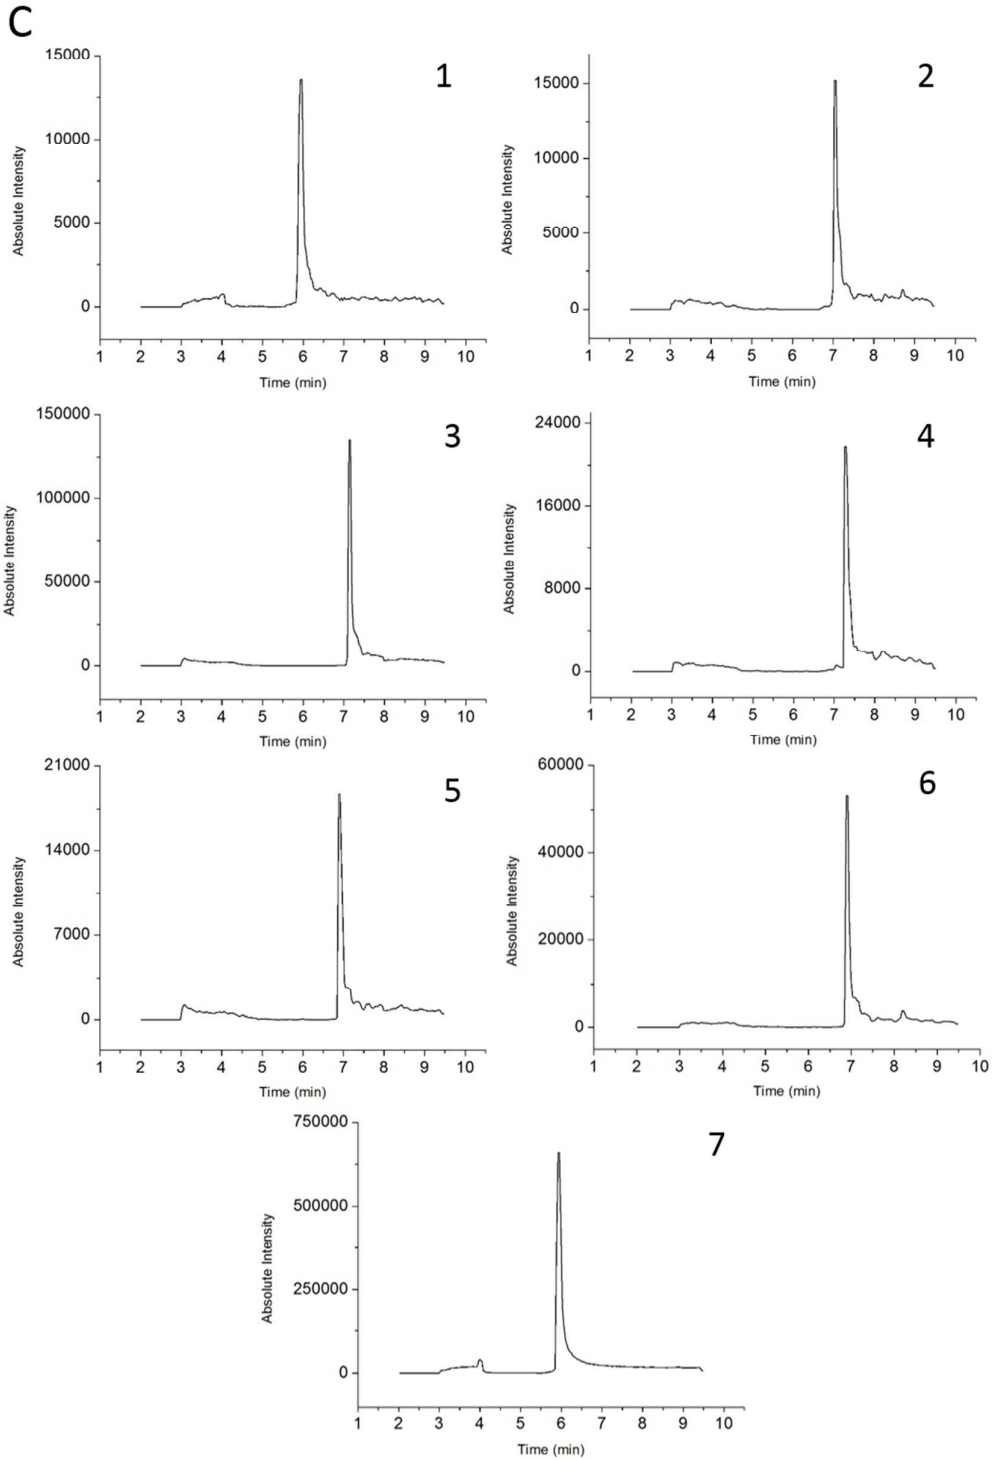 C
1
15000
10000
5000
0
Absolute Intensity
1 2 3 4 5 6 7 8 9 10
Time (min)
2
15000
10000
5000
0
Absolute Intensity
1 2 3 4 5 6 7 8 9 10
Time (min)
3
150000
100000
50000
0
Absolute Intensity
1 2 3 4 5 6 7 8 9 10
Time (min)
4
24000
16000
8000
0
Absolute Intensity
1 2 3 4 5 6 7 8 9 10
Time (min)
5
21000
14000
7000
0
Absolute Intensity
1 2 3 4 5 6 7 8 9 10
Time (min)
6
60000
40000
20000
0
Absolute Intensity
1 2 3 4 5 6 7 8 9 10
Time (min)
7
750000
500000
250000
0
Absolute Intensity
1 2 3 4 5 6 7 8 9 10
Time (min)